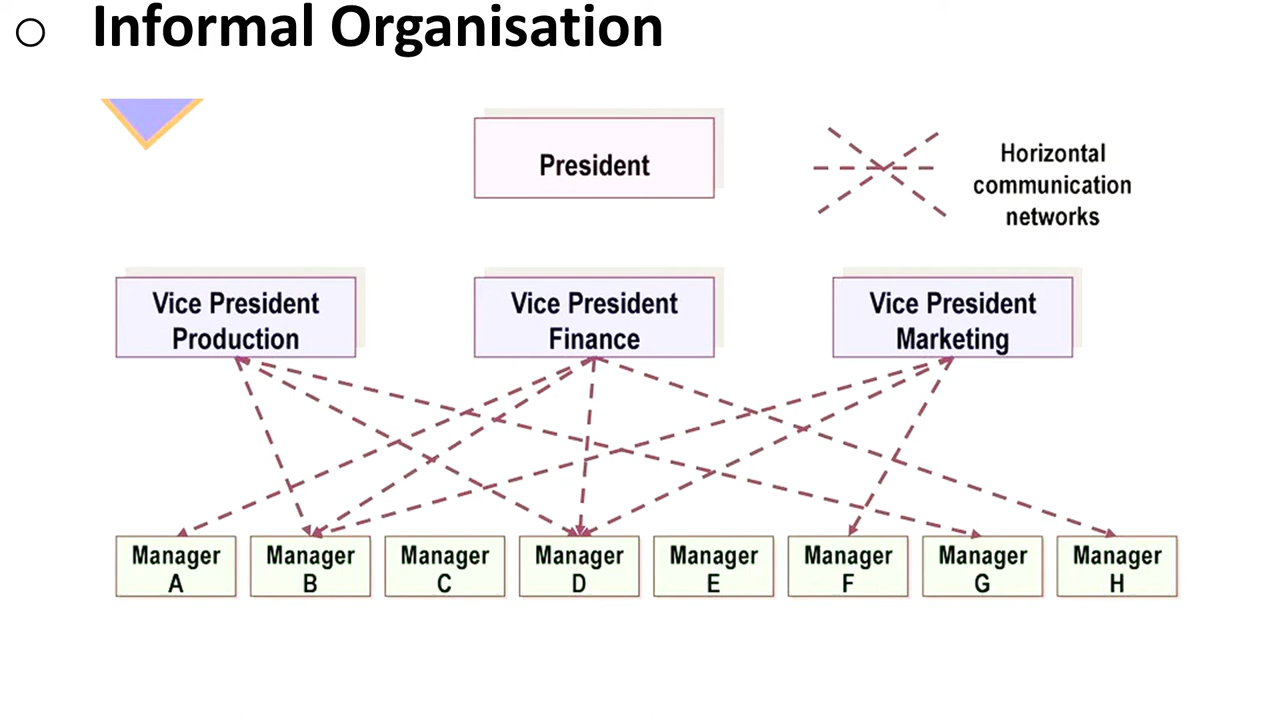 Informal Organisation
President
Horizontal
communication
networks
Vice President
Production
Vice President
Finance
Vice President
Marketing
Manager
A
Manager
B
Manager
C
Manager
D
Manager
E
Manager
F
Manager
G
Manager
H